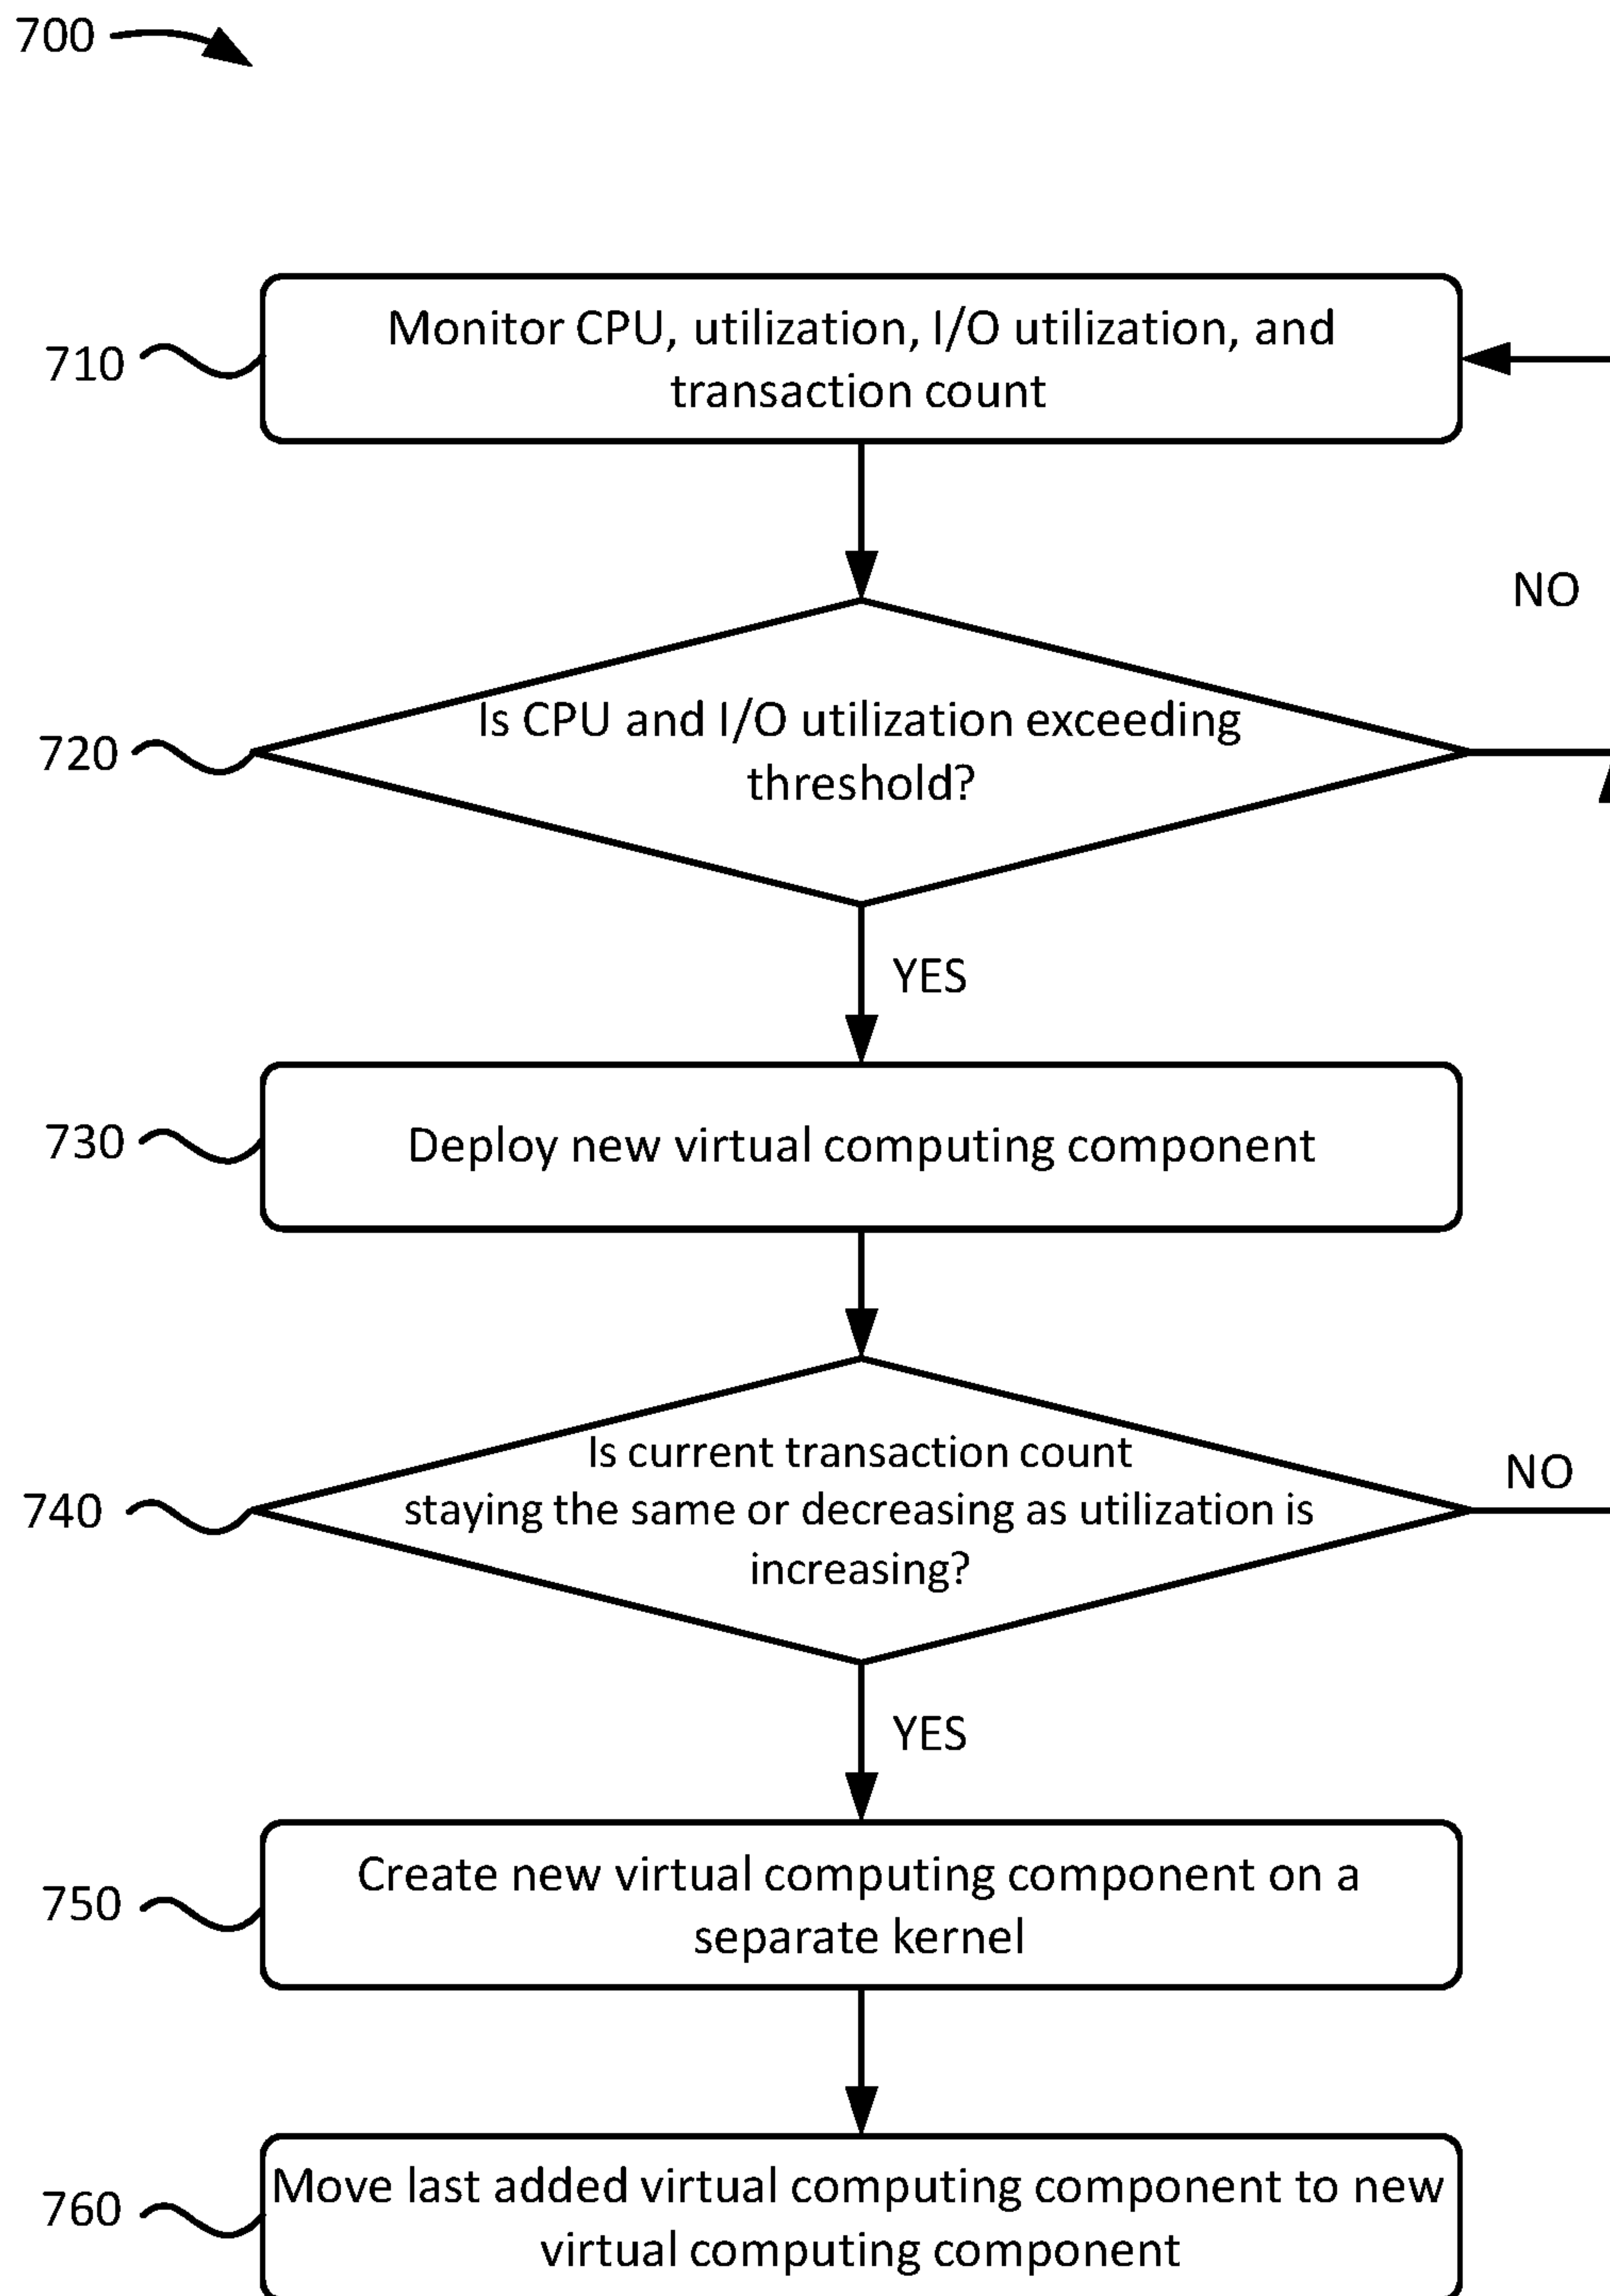 700
710
Monitor CPU, utilization, I/O utilization, and
transaction count
NO
720
Is CPU and I/O utilization exceeding
threshold?
YES
730
Deploy new virtual computing component
740
Is current transaction count
staying the same or decreasing as utilization is
increasing?
NO
YES
750
Create new virtual computing component on a
separate kernel
760
Move last added virtual computing component to new
virtual computing component